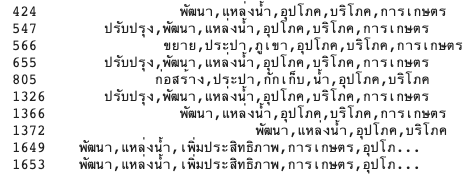 424 พัฒนา,แหล่งน้ำ,อุปโภค,บริโภค,การเกษตร
547 ปรับปรุง,พัฒนา,แหล่งน้ำ,อุปโภค,บริโภค,การเกษตร
566 ขยาย,ประปา,ภูเขา,อุปโภค,บริโภค,การเกษตร
655 ปรับปรุง,พัฒนา,แหล่งน้ำ,อุปโภค,บริโภค,การเกษตร
805 ก่อสร้าง,ประปา,กักเก็บ,น้ำ,อุปโภค,บริโภค
1326 ปรับปรุง,พัฒนา,แหล่งน้ำ,อุปโภค,บริโภค,การเกษตร
1366 พัฒนา,แหล่งน้ำ,อุปโภค,บริโภค,การเกษตร
1372 พัฒนา,แหล่งน้ำ,อุปโภค,บริโภค
1649 พัฒนา,แหล่งน้ำ,เพิ่มประสิทธิภาพ,การเกษตร,อุปโภ...
1653 พัฒนา,แหล่งน้ำ,เพิ่มประสิทธิภาพ,การเกษตร,อุปโภ...